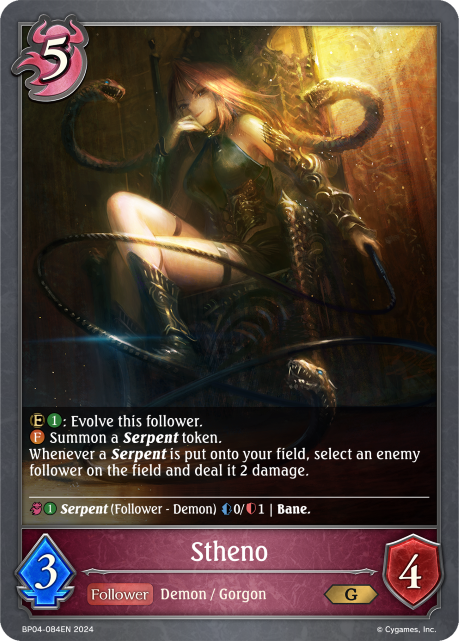 5
E 1 : Evolve this follower.
F Summon a Serpent token.
Whenever a Serpent is put onto your field, select an enemy
follower on the field and deal it 2 damage.
1 Serpent (Follower - Demon) 0/ 1 | Bane.
Stheno
3
4
Follower Demon / Gorgon G
BP04-084EN 2024 © Cygames, Inc.